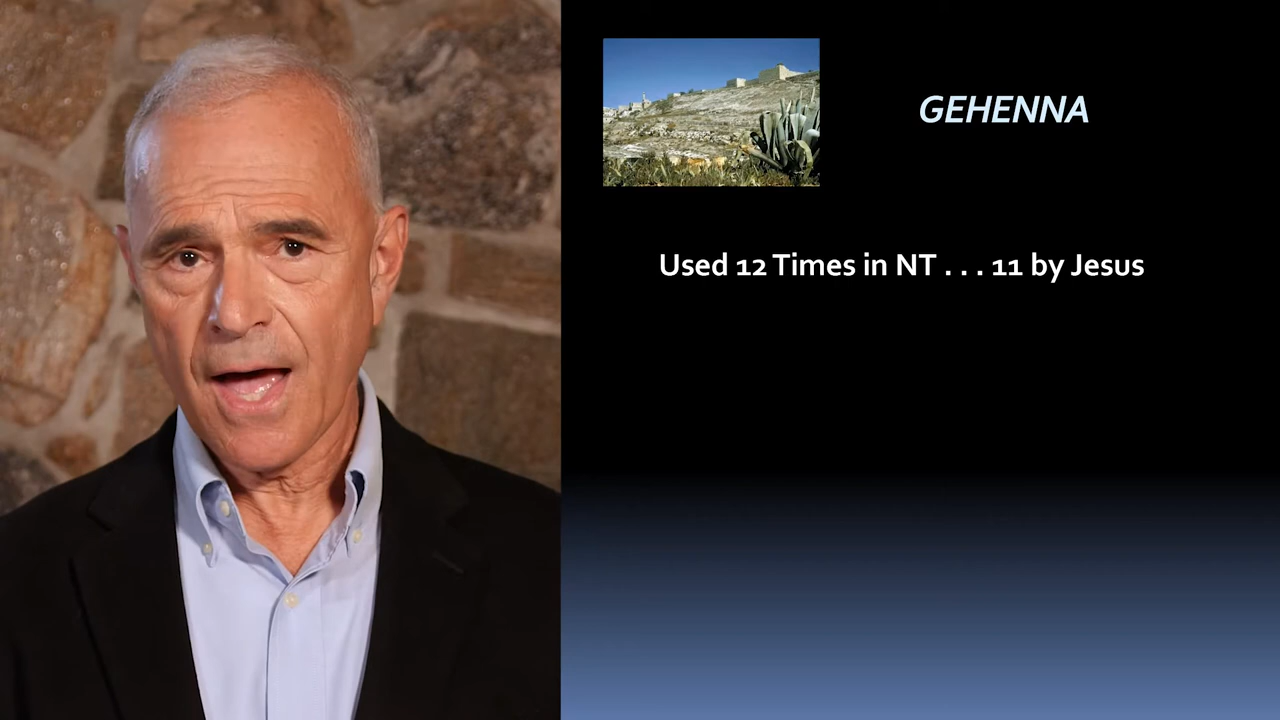 GEHENNA
Used 12 Times in NT . . . 11 by Jesus